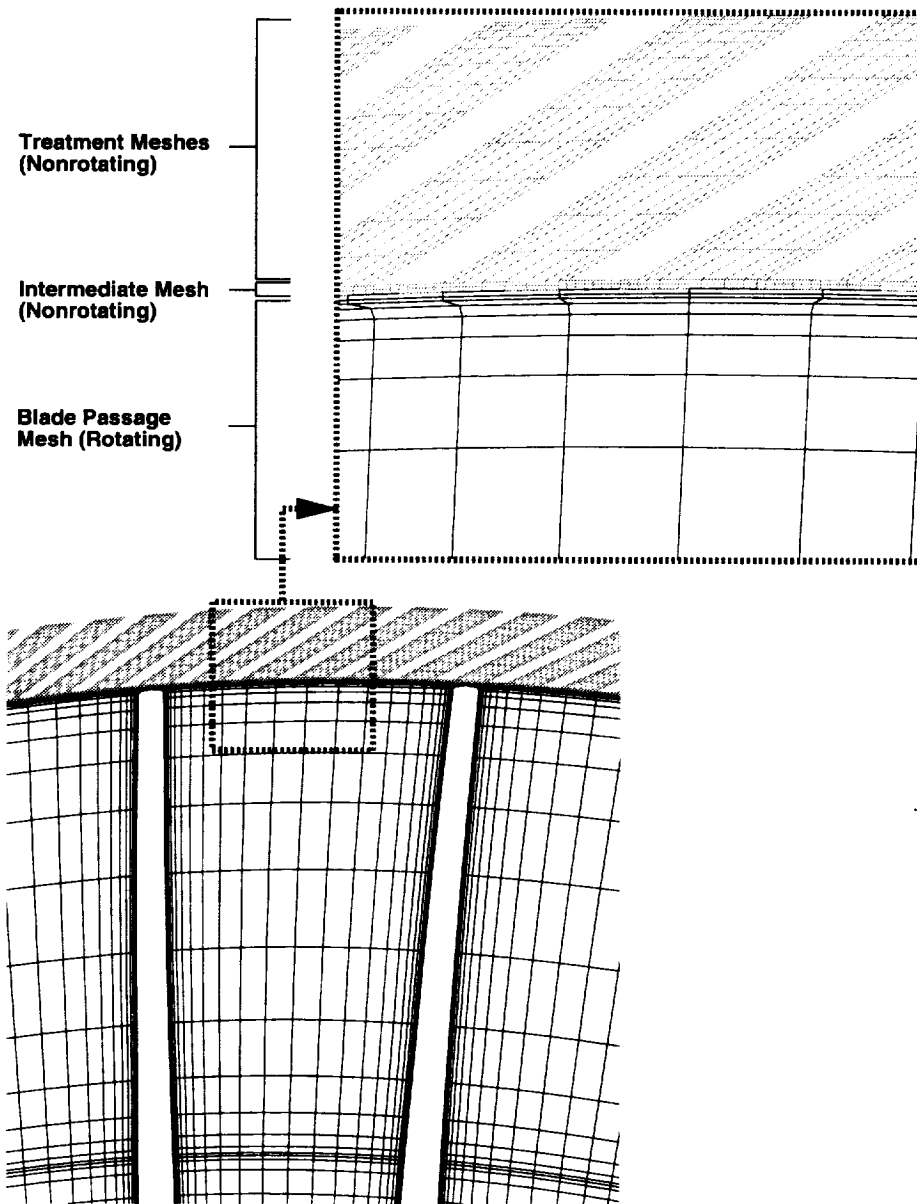 Treatment Meshes
(Nonrotating)
Intermediate Mesh
(Nonrotating)
Blade Passage
Mesh (Rotating)